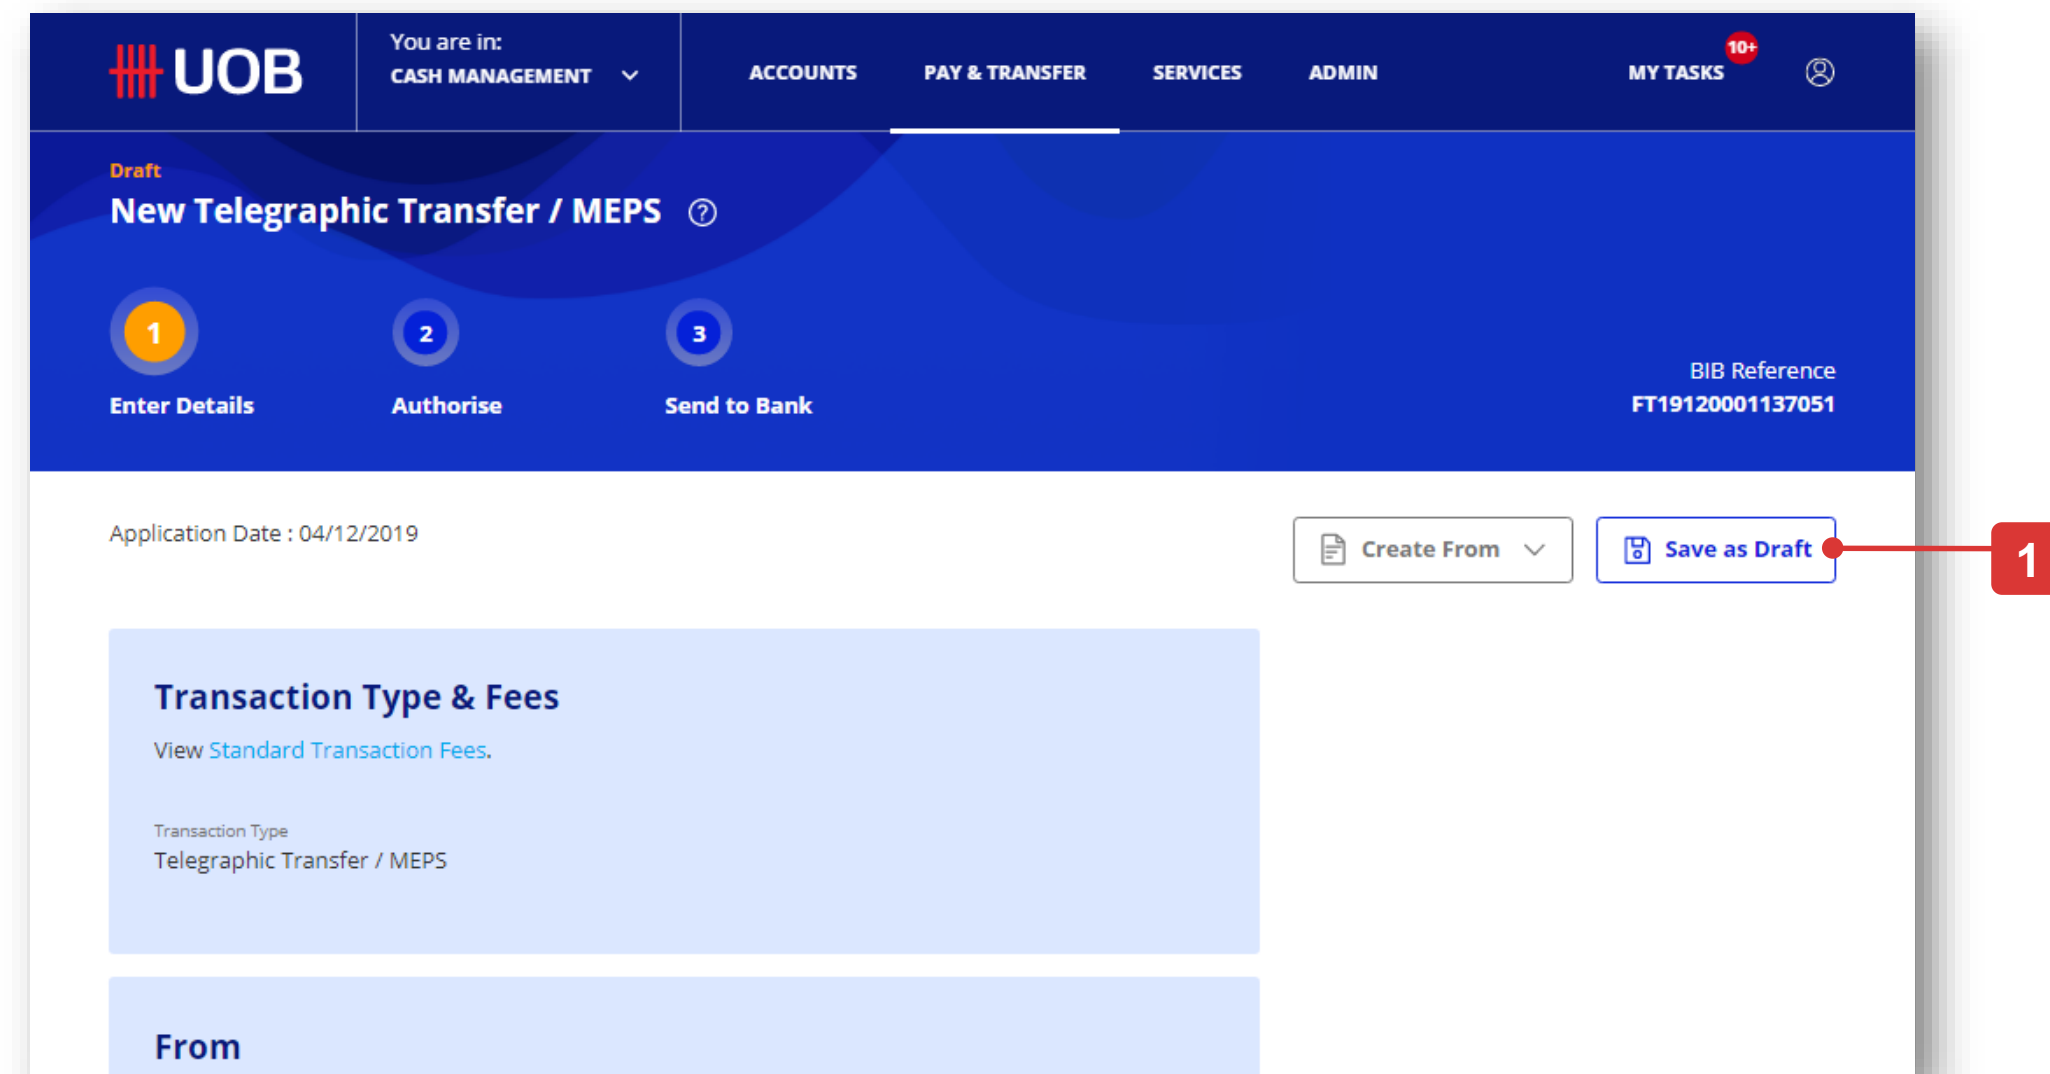 UOB
You are in:
CASH MANAGEMENT
ACCOUNTS
PAY & TRANSFER
SERVICES
ADMIN
MY TASKS
10+
Draft
New Telegraphic Transfer / MEPS ?
1
2
3
Enter Details
Authorise
Send to Bank
BIB Reference
FT19120001137051
Application Date : 04/12/2019
Create From
Save as Draft
1
Transaction Type & Fees
View Standard Transaction Fees.
Transaction Type
Telegraphic Transfer / MEPS
From